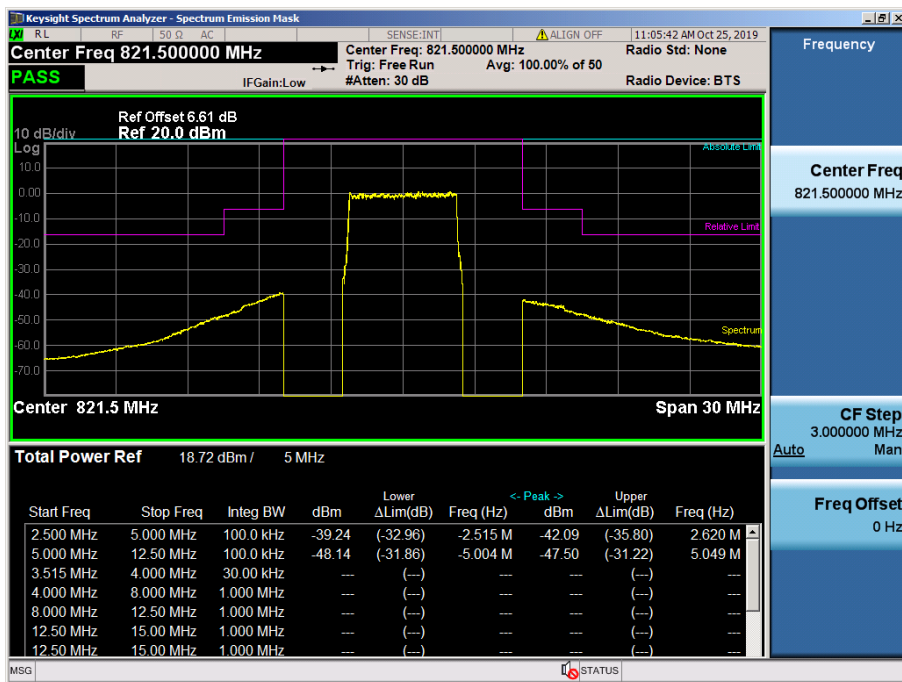 Keysight Spectrum Analyzer - Spectrum Emission Mask
LXI RL RF 50 Ω AC SENSE:INT ALIGN OFF 11:05:42 AM Oct 25, 2019
Center Freq 821.500000 MHz
Center Freq: 821.500000 MHz Radio Std: None
Trig: Free Run Avg: 100.00% of 50
PASS IFGain:Low #Atten: 30 dB Radio Device: BTS
Frequency
Ref Offset 6.61 dB
10 dB/div Ref 20.0 dBm
Log
Absolute Limit
10.0
0.00
-10.0
Relative Limit
-20.0
-30.0
-40.0
-50.0
Spectrum
-60.0
-70.0
Center 821.5 MHz Span 30 MHz
Center Freq
821.500000 MHz
CF Step
3.000000 MHz
Auto Man
Freq Offset
0 Hz
Total Power Ref 18.72 dBm / 5 MHz
Lower <- Peak -> Upper
Start Freq Stop Freq Integ BW dBm ΔLim(dB) Freq (Hz) dBm ΔLim(dB) Freq (Hz)
2.500 MHz 5.000 MHz 100.0 kHz -39.24 (-32.96) -2.515 M -42.09 (-35.80) 2.620 M
5.000 MHz 12.50 MHz 100.0 kHz -48.14 (-31.86) -5.004 M -47.50 (-31.22) 5.049 M
3.515 MHz 4.000 MHz 30.00 kHz --- (---) --- --- (---) ---
4.000 MHz 8.000 MHz 1.000 MHz --- (---) --- --- (---) ---
8.000 MHz 12.50 MHz 1.000 MHz --- (---) --- --- (---) ---
12.50 MHz 15.00 MHz 1.000 MHz --- (---) --- --- (---) ---
12.50 MHz 15.00 MHz 1.000 MHz --- (---) --- --- (---) ---
MSG STATUS